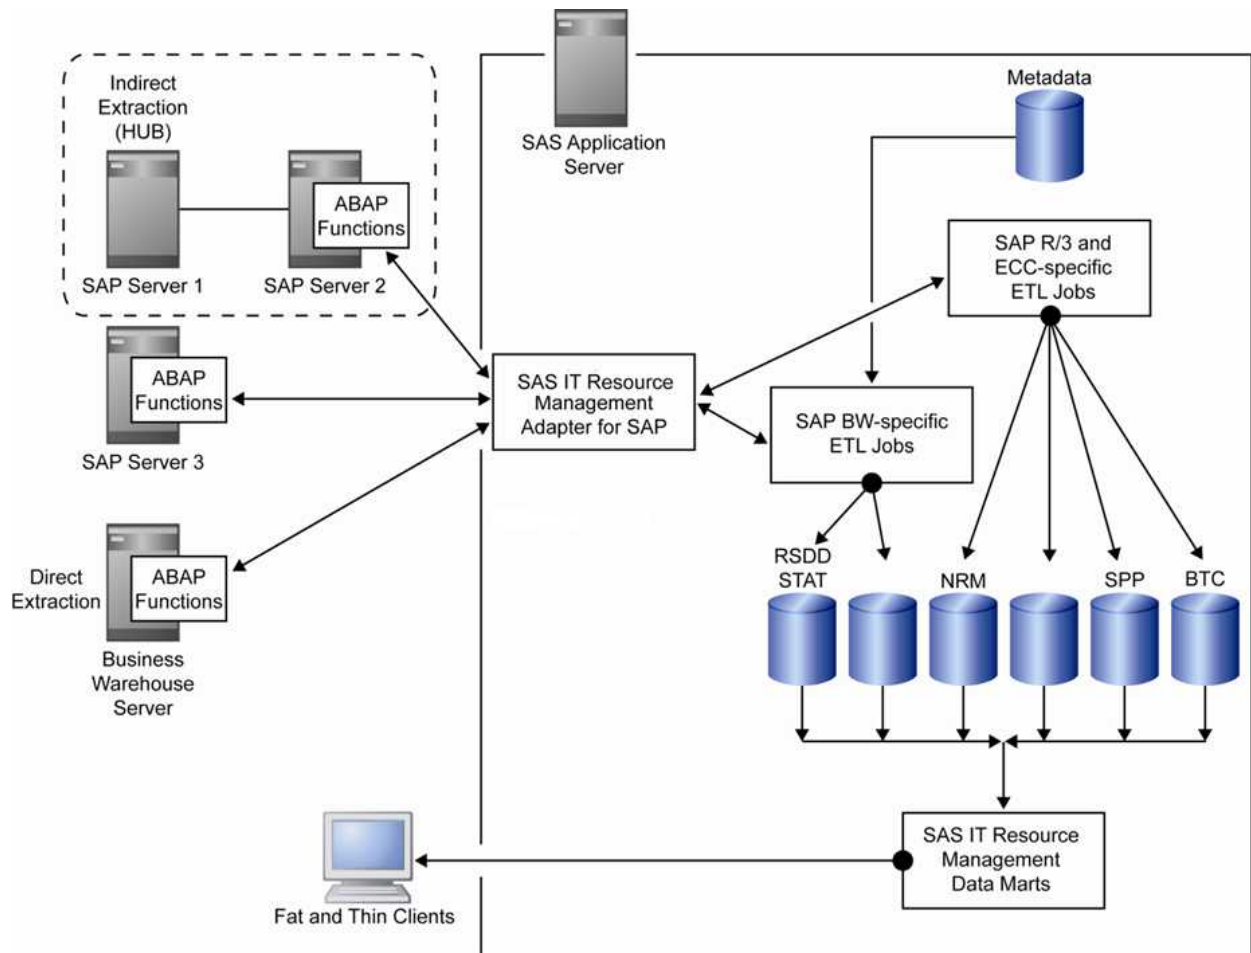 Indirect
Extraction
(HUB)
ABAP
Functions
SAP Server 1
SAP Server 2
SAS Application
Server
Metadata
SAP R/3 and
ECC-specific
ETL Jobs
ABAP
Functions
SAP Server 3
SAS IT Resource
Management
Adapter for SAP
SAP BW-specific
ETL Jobs
Direct
Extraction
ABAP
Functions
Business
Warehouse
Server
RSDD
STAT
NRM
SPP
BTC
SAS IT Resource
Management
Data Marts
Fat and Thin Clients